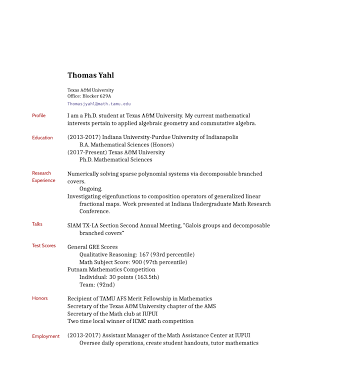 Thomas Yahl
Texas A&M University
Office: Blocker 629A
Thomasjyahl@math.tamu.edu
Profile
I am a Ph.D. student at Texas A&M University. My current mathematical
interests pertain to applied algebraic geometry and commutative algebra.
Education
(2013-2017) Indiana University-Purdue University of Indianapolis
B.A. Mathematical Sciences (Honors)
(2017-Present) Texas A&M University
Ph.D. Mathematical Sciences
Research
Experience
Numerically solving sparse polynomial systems via decomposable branched
covers.
Ongoing.
Investigating eigenfunctions to composition operators of generalized linear
fractional maps. Work presented at Indiana Undergraduate Math Research
Conference.
Talks
SIAM TX-LA Section Second Annual Meeting, "Galois groups and decomposable
branched covers"
Test Scores
General GRE Scores
Qualitative Reasoning: 167 (93rd percentile)
Math Subject Score: 900 (97th percentile)
Putnam Mathematics Competition
Individual: 30 points (163.5th)
Team: (92nd)
Honors
Recipient of TAMU AFS Merit Fellowship in Mathematics
Secretary of the Texas A&M University chapter of the AMS
Secretary of the Math club at IUPUI
Two time local winner of ICMC math competition
Employment
(2013-2017) Assistant Manager of the Math Assistance Center at IUPUI
Oversee daily operations, create student handouts, tutor mathematics